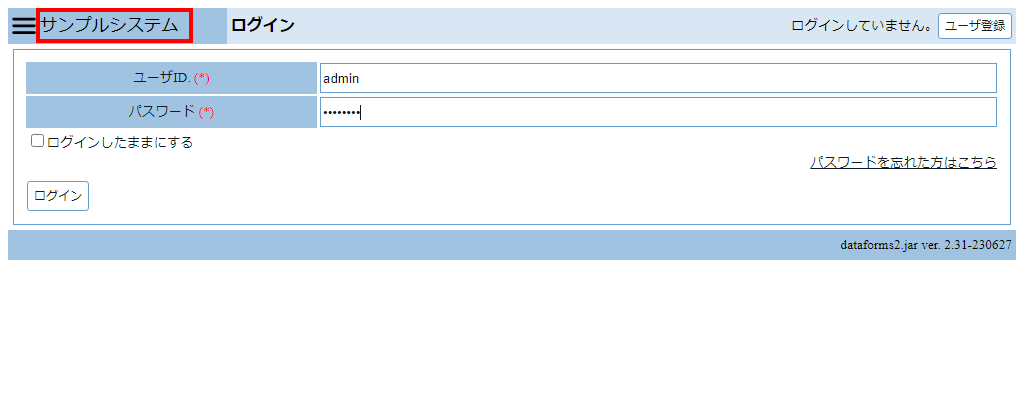 サンプルシステム ログイン ログインしていません。 ユーザ登録
ユーザID. (*) admin
パスワード (*) ••••••••
ログインしたままにする
パスワードを忘れた方はこちら
ログイン
dataforms2.jar ver. 2.31-230627